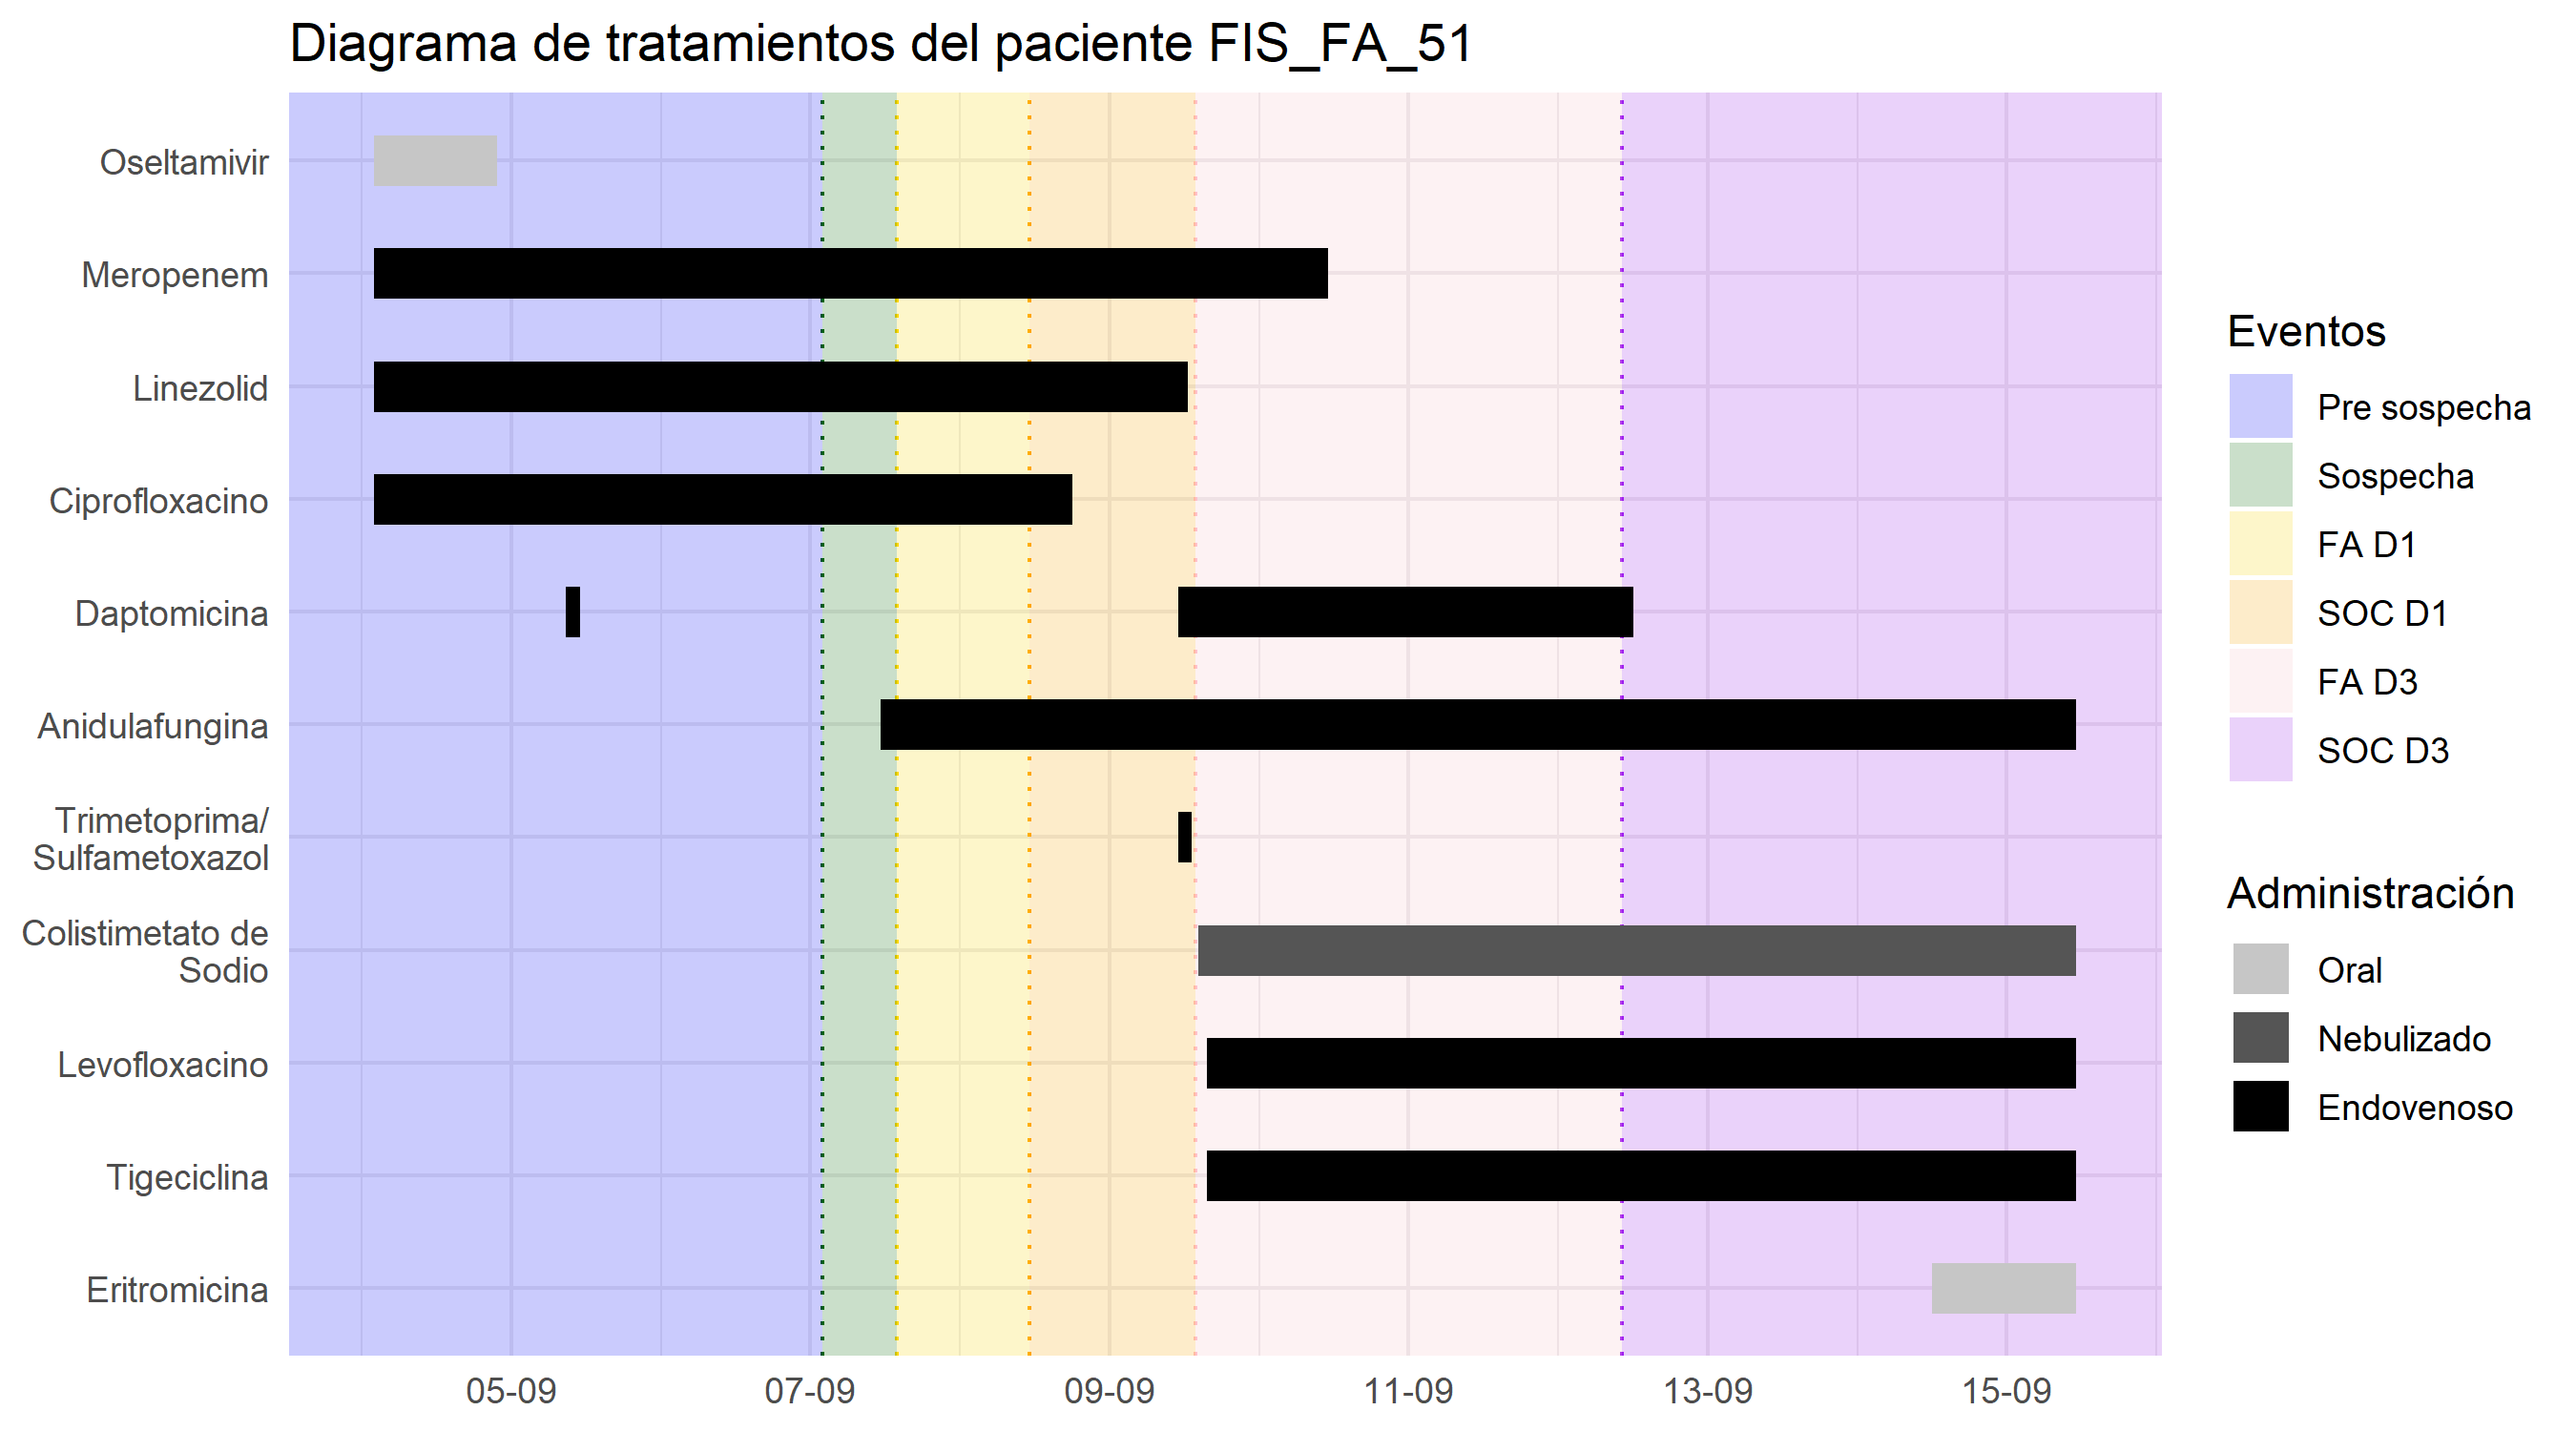 Diagrama de tratamientos del paciente FIS_FA_51
Oseltamivir
Meropenem
Linezolid
Ciprofloxacino
Daptomicina
Anidulafungina
Trimetoprima/
Sulfametoxazol
Colistimetato de
Sodio
Levofloxacino
Tigeciclina
Eritromicina
05-09
07-09
09-09
11-09
13-09
15-09
Eventos
Pre sospecha
Sospecha
FA D1
SOC D1
FA D3
SOC D3
Administración
Oral
Nebulizado
Endovenoso